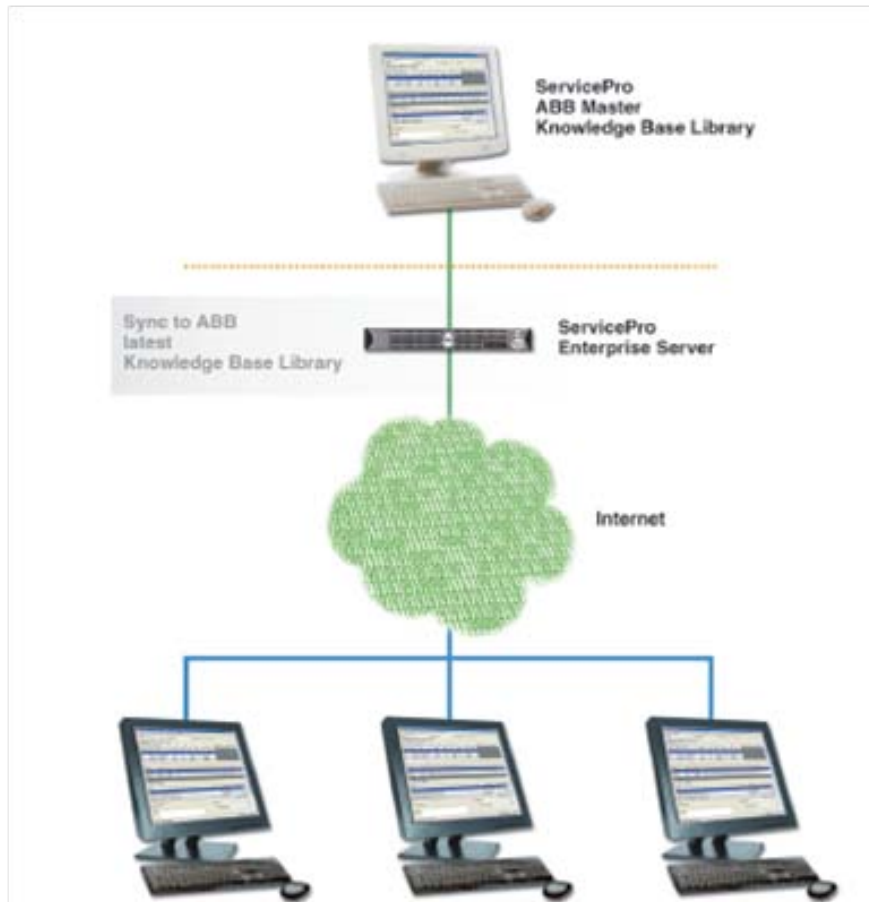 ServicePro
ABB Master
Knowledge Base Library
Sync to ABB
latest
Knowledge Base Library
ServicePro
Enterprise Server
Internet